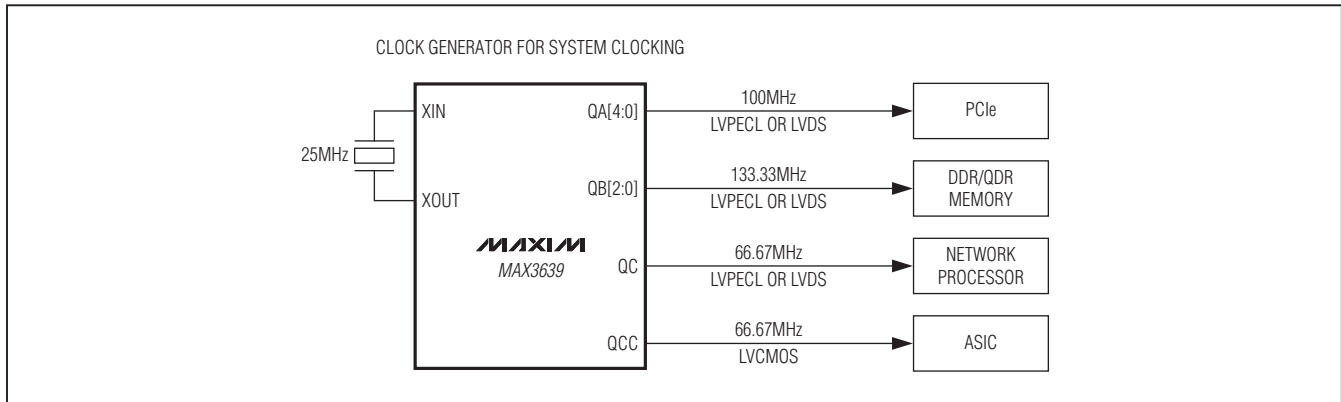 CLOCK GENERATOR FOR SYSTEM CLOCKING
XIN
25MHz
XOUT
MAXIM
MAX3639
QA[4:0]
100MHz
LVPECL OR LVDS
PCIe
QB[2:0]
133.33MHz
LVPECL OR LVDS
DDR/QDR
MEMORY
QC
66.67MHz
LVPECL OR LVDS
NETWORK
PROCESSOR
QCC
66.67MHz
LVCMOS
ASIC